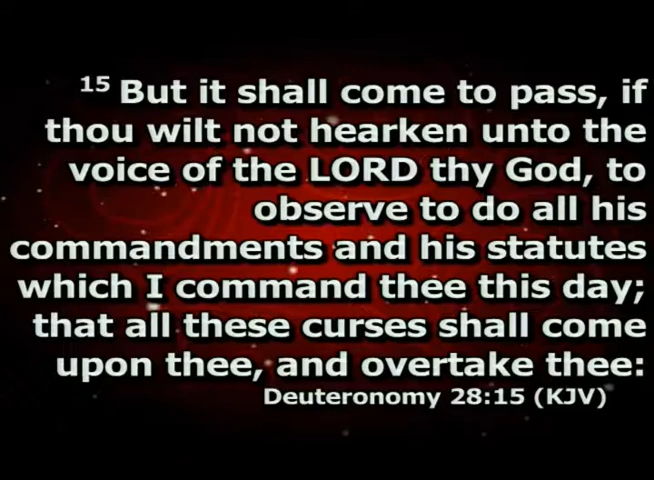 15 But it shall come to pass, if
thou wilt not hearken unto the
voice of the LORD thy God, to
observe to do all his
commandments and his statutes
which I command thee this day;
that all these curses shall come
upon thee, and overtake thee:
Deuteronomy 28:15 (KJV)